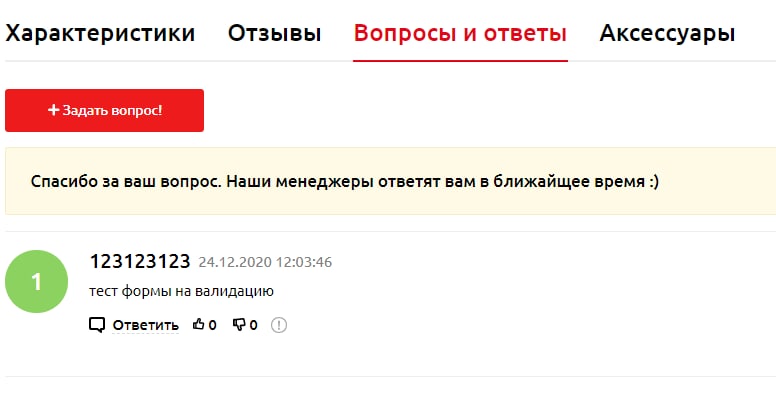 Характеристики Отзывы Вопросы и ответы Аксессуары
+ Задать вопрос!
Спасибо за ваш вопрос. Наши менеджеры ответят вам в ближайщее время :)
1
123123123 24.12.2020 12:03:46
тест формы на валидацию
Ответить 0 0